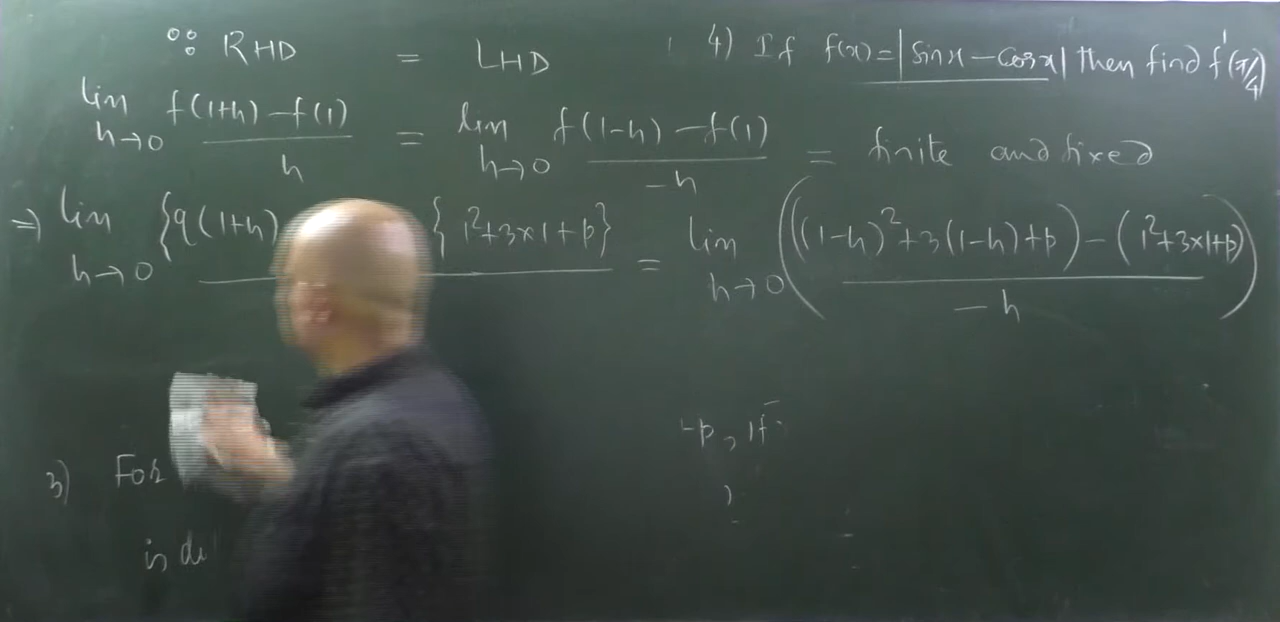 ∵ RHD = LHD
4) If f(x) = |sinx - cosx| then find f'(π/4)
lim h→0 f(1+h) - f(1) / h = lim h→0 f(1-h) - f(1) / -h = finite and fixed
⇒ lim h→0 {q(1+h) {1²+3×1+p} = lim h→0 (((1-h)²+3(1-h)+p) - (1²+3×1+p) / -h)
p, if
3) For
is